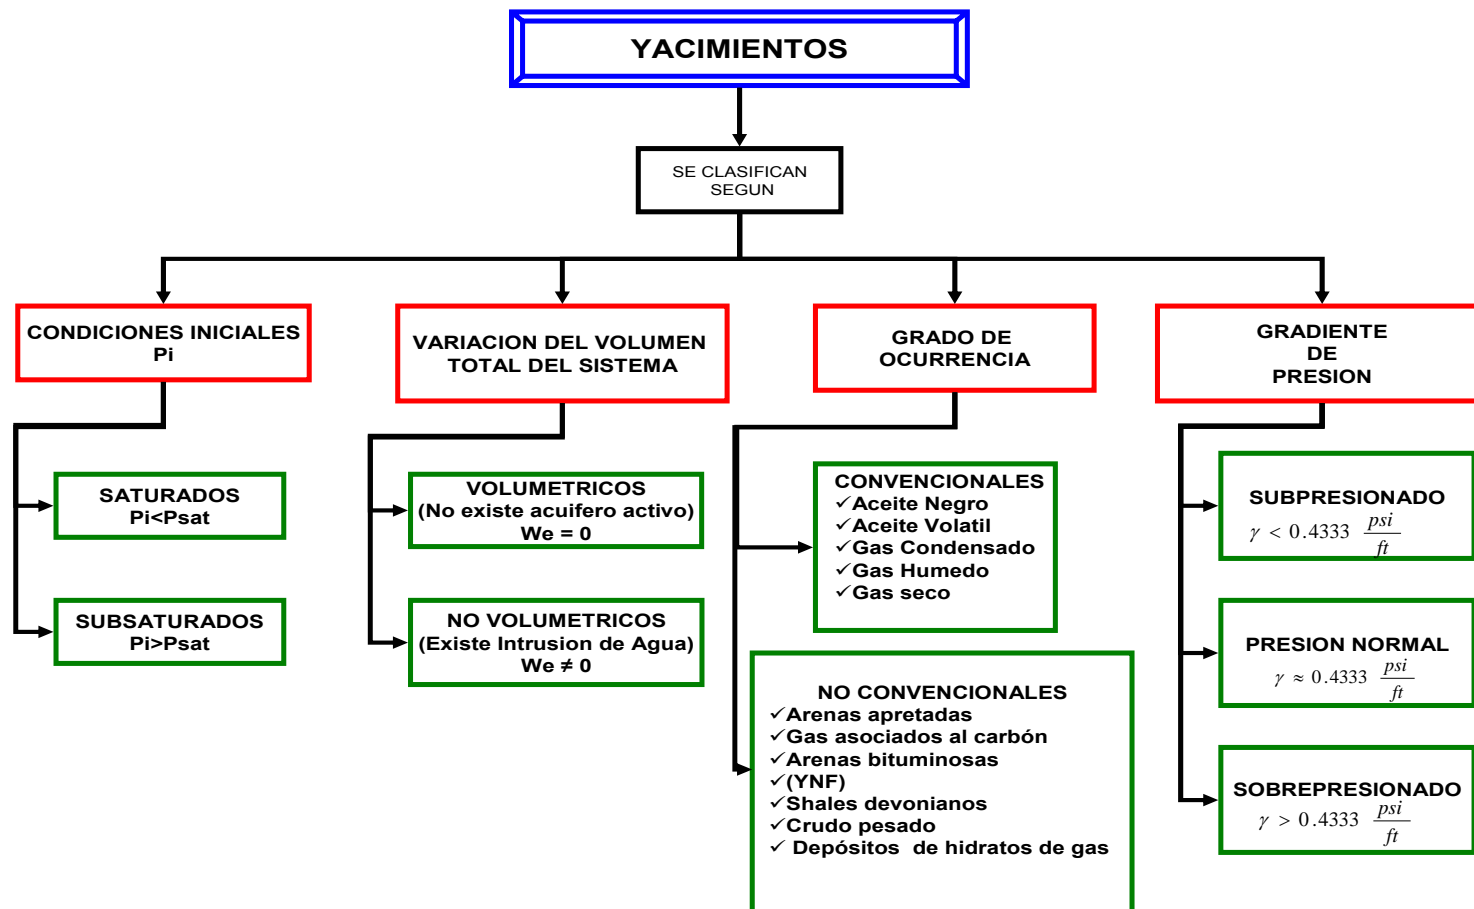 YACIMIENTOS
SE CLASIFICAN
SEGUN
CONDICIONES INICIALES
Pi
SATURADOS
Pi<Psat
SUBSATURADOS
Pi>Psat
VARIACION DEL VOLUMEN
TOTAL DEL SISTEMA
VOLUMETRICOS
(No existe acuifero activo)
We = 0
NO VOLUMETRICOS
(Existe Intrusion de Agua)
We ≠ 0
GRADO DE
OCURRENCIA
CONVENCIONALES
✓Aceite Negro
✓Aceite Volatil
✓Gas Condensado
✓Gas Humedo
✓Gas seco
NO CONVENCIONALES
✓Arenas apretadas
✓Gas asociados al carbón
✓Arenas bituminosas
✓(YNF)
✓Shales devonianos
✓Crudo pesado
✓ Depósitos de hidratos de gas
GRADIENTE
DE
PRESION
SUBPRESIONADO
γ < 0.4333 psi/ft
PRESION NORMAL
γ ≈ 0.4333 psi/ft
SOBREPRESIONADO
γ > 0.4333 psi/ft